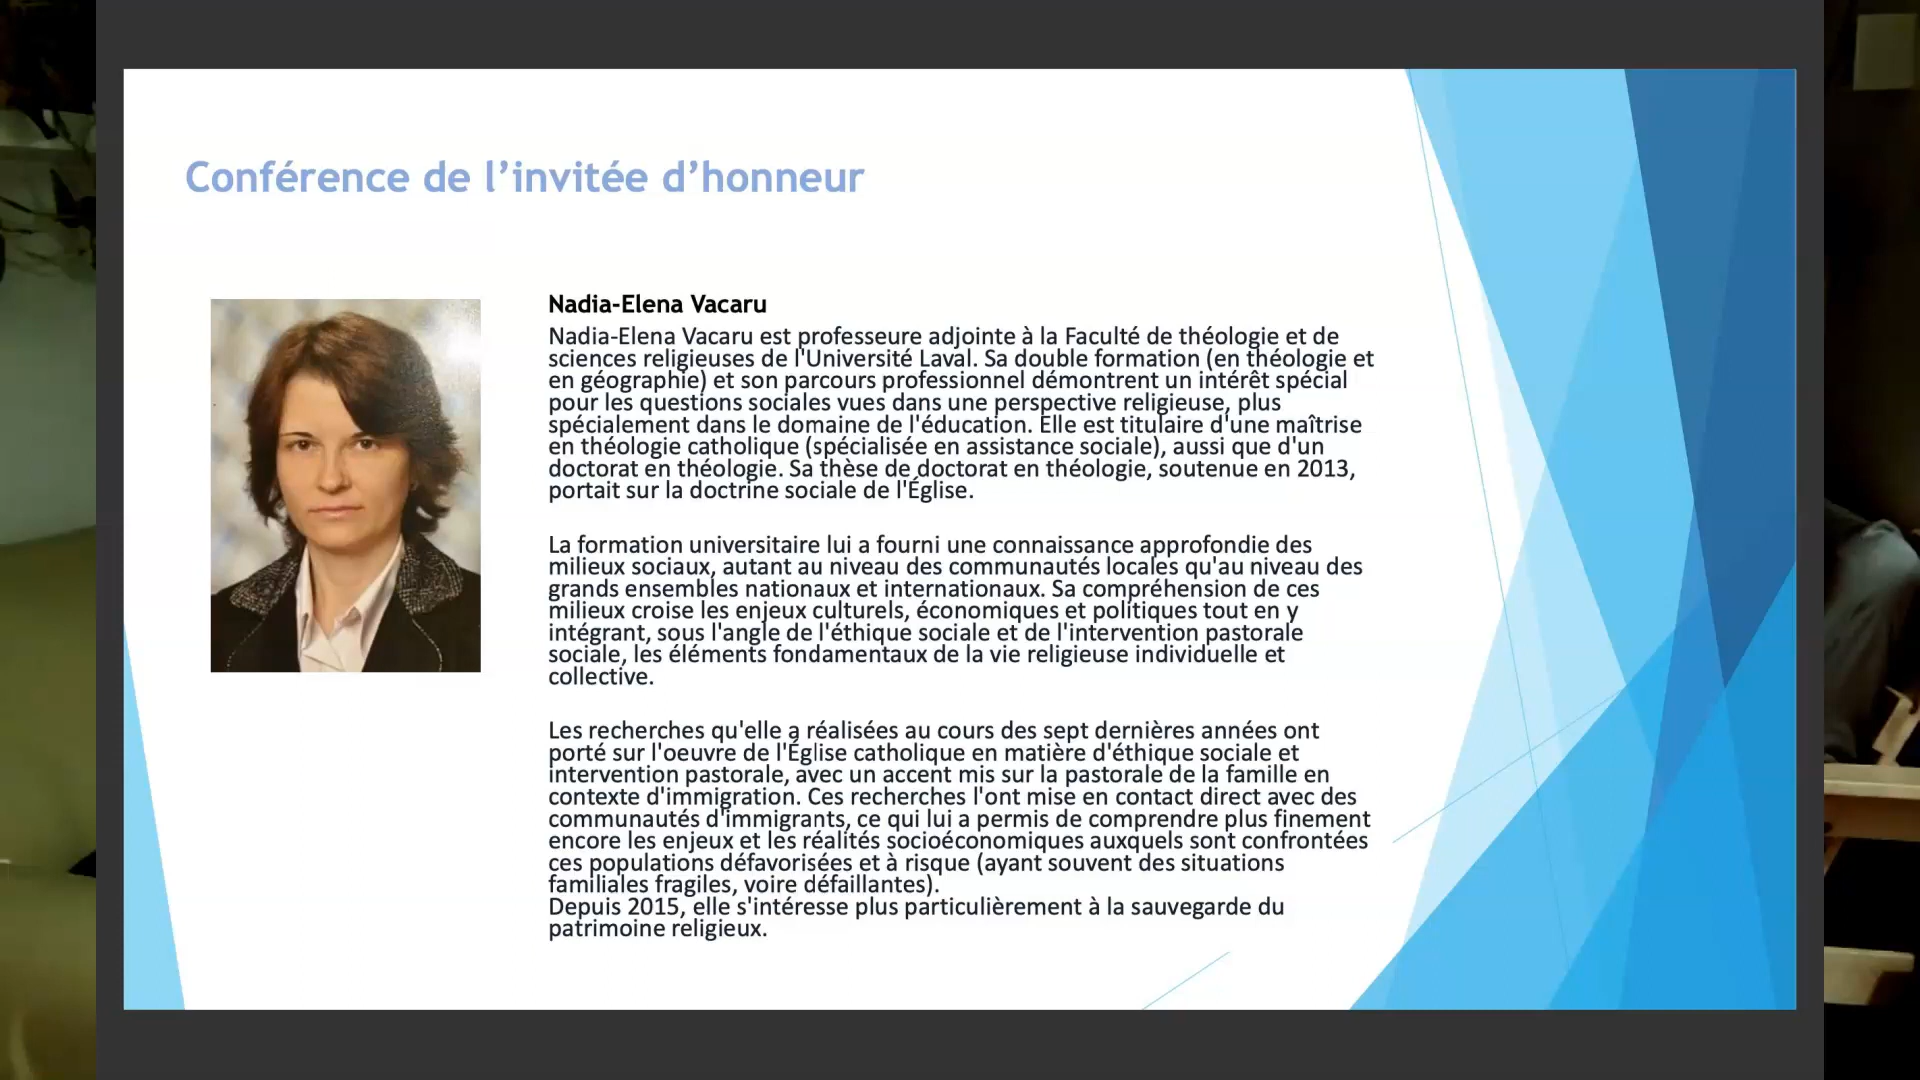 Conférence de l’invitée d’honneur
Nadia-Elena Vacaru
Nadia-Elena Vacaru est professeure adjointe à la Faculté de théologie et de
sciences religieuses de l'Université Laval. Sa double formation (en théologie et
en géographie) et son parcours professionnel démontrent un intérêt spécial
pour les questions sociales vues dans une perspective religieuse, plus
spécialement dans le domaine de l'éducation. Elle est titulaire d'une maîtrise
en théologie catholique (spécialisée en assistance sociale), aussi que d'un
doctorat en théologie. Sa thèse de doctorat en théologie, soutenue en 2013,
portait sur la doctrine sociale de l'Église.
La formation universitaire lui a fourni une connaissance approfondie des
milieux sociaux, autant au niveau des communautés locales qu'au niveau des
grands ensembles nationaux et internationaux. Sa compréhension de ces
milieux croise les enjeux culturels, économiques et politiques tout en y
intégrant, sous l'angle de l'éthique sociale et de l'intervention pastorale
sociale, les éléments fondamentaux de la vie religieuse individuelle et
collective.
Les recherches qu'elle a réalisées au cours des sept dernières années ont
porté sur l'oeuvre de l'Église catholique en matière d'éthique sociale et
intervention pastorale, avec un accent mis sur la pastorale de la famille en
contexte d'immigration. Ces recherches l'ont mise en contact direct avec des
communautés d'immigrants, ce qui lui a permis de comprendre plus finement
encore les enjeux et les réalités socioéconomiques auxquels sont confrontées
ces populations défavorisées et à risque (ayant souvent des situations
familiales fragiles, voire défaillantes).
Depuis 2015, elle s'intéresse plus particulièrement à la sauvegarde du
patrimoine religieux.